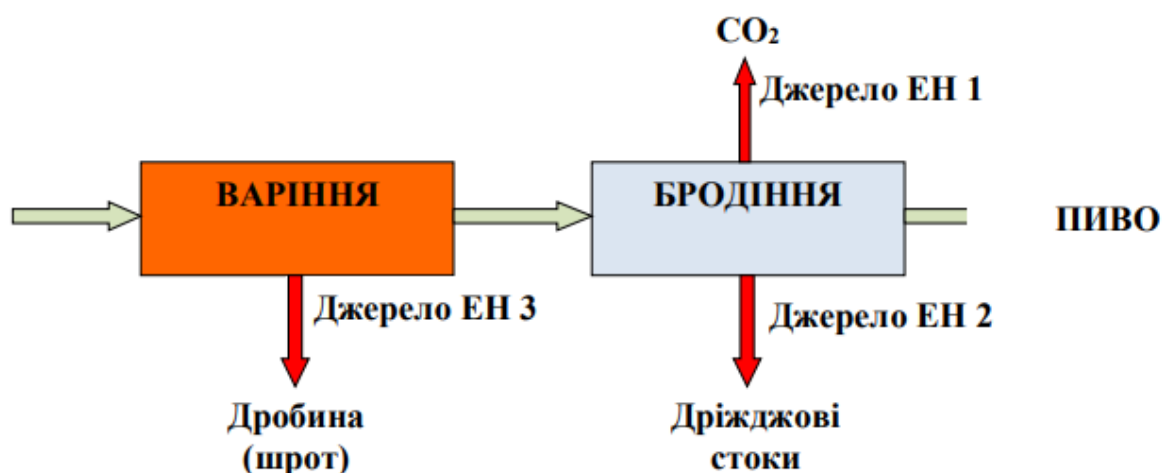 CO₂
Джерело ЕН 1
ВАРІННЯ
БРОДІННЯ
ПИВО
Джерело ЕН 3
Джерело ЕН 2
Дробина
(шрот)
Дріжджові
стоки